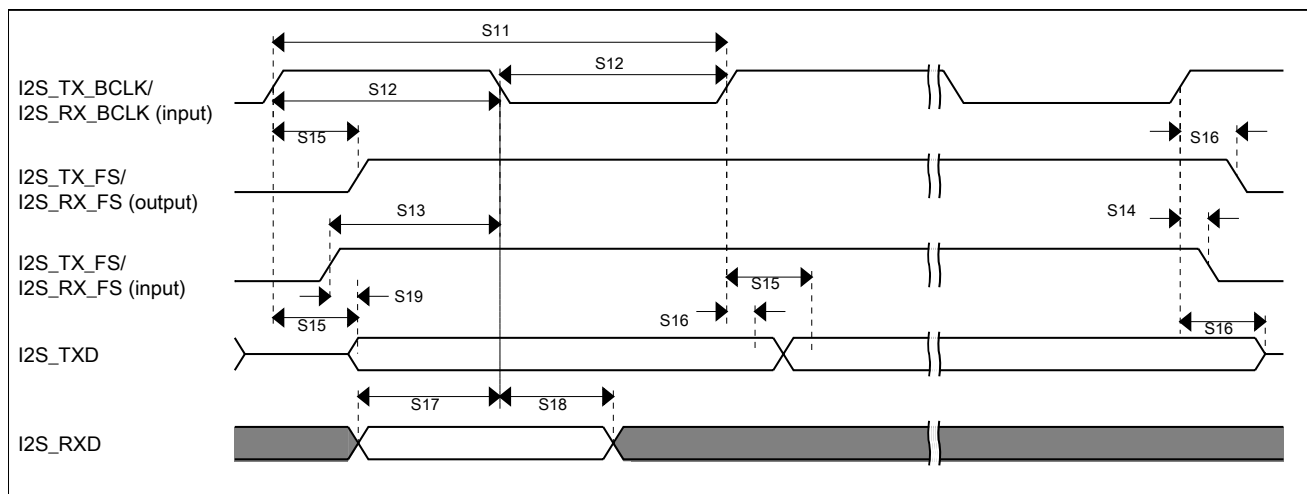 S11
I2S_TX_BCLK/
I2S_RX_BCLK (input)
S12
S12
S15
S16
I2S_TX_FS/
I2S_RX_FS (output)
S13
S14
I2S_TX_FS/
I2S_RX_FS (input)
S15
S19
S15
S16
S16
I2S_TXD
S17
S18
I2S_RXD